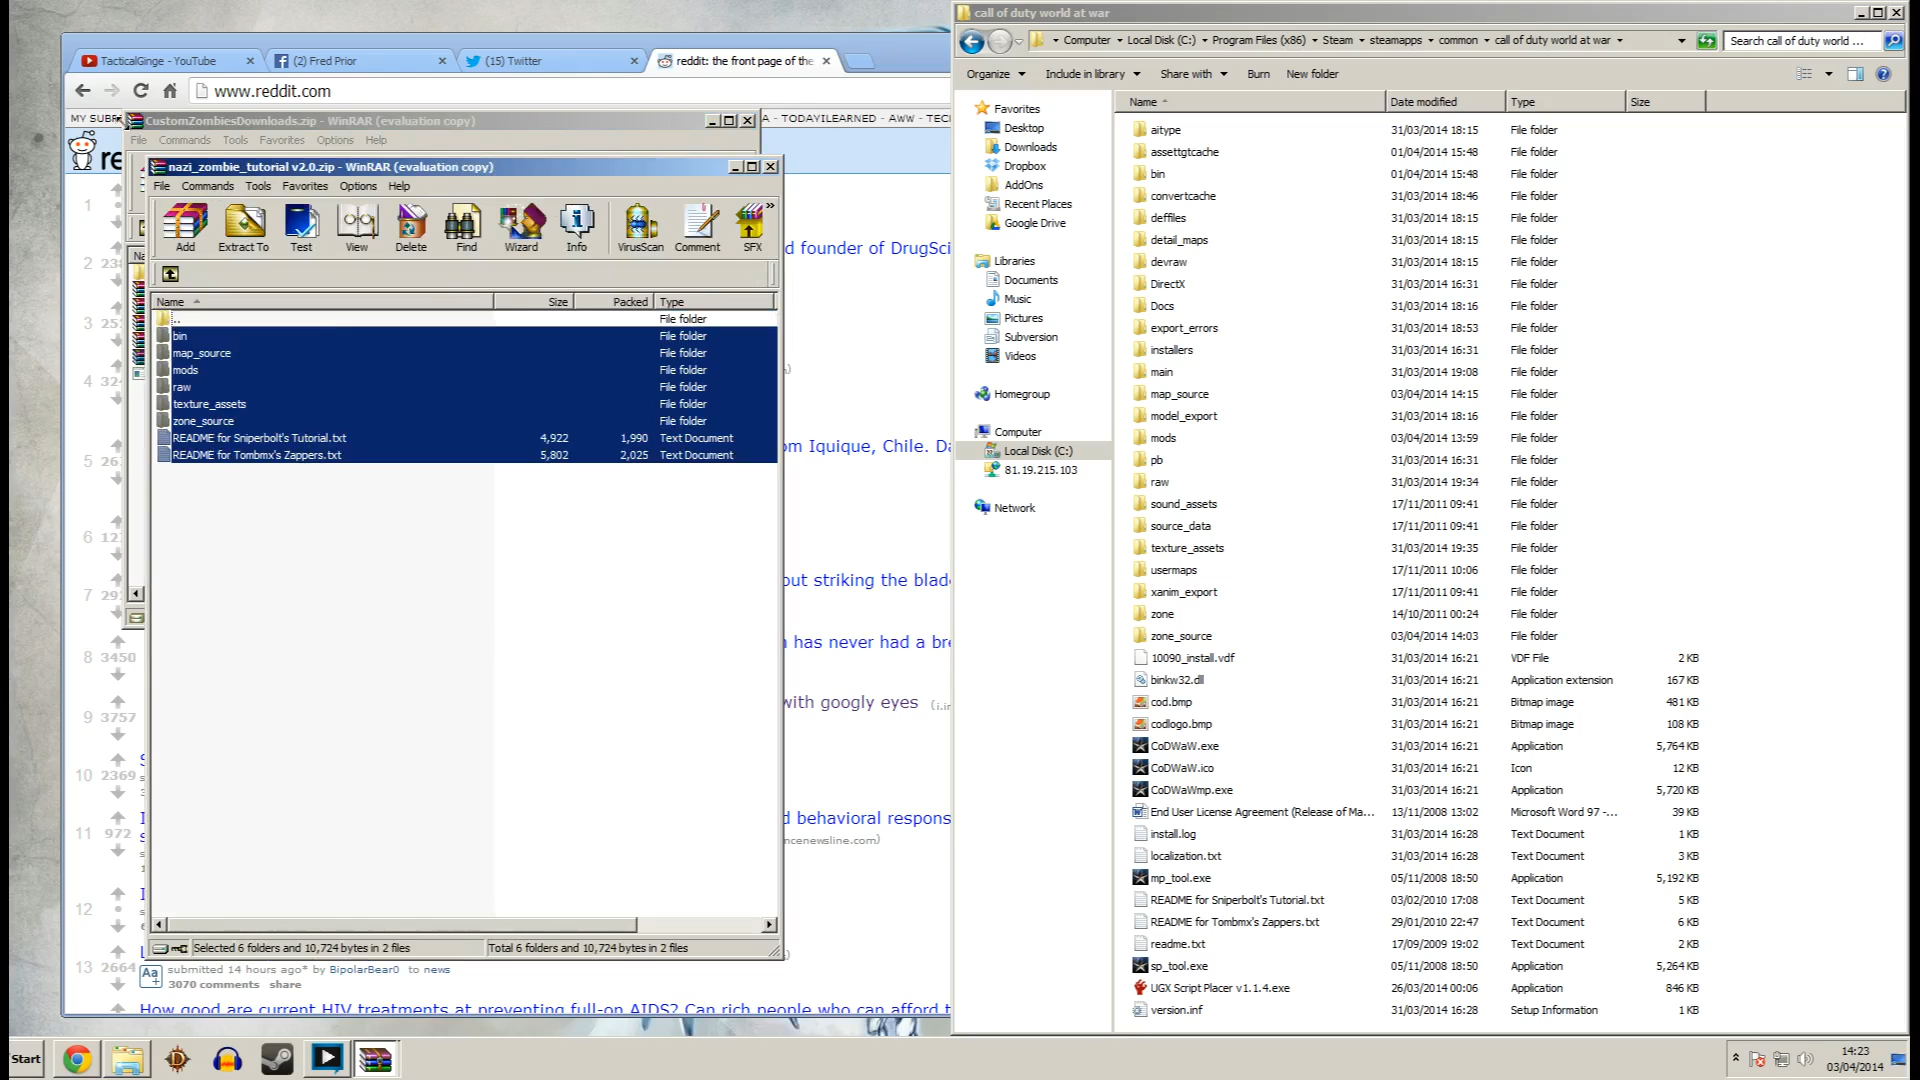 TacticalGinge - YouTube
(2) Fred Prior
(15) Twitter
reddit: the front page of the
www.reddit.com
MY SUB
A - TODAYILEARNED - AWW - TEC
CustomZombiesDownloads.zip - WinRAR (evaluation copy)
File Commands Tools Favorites Options Help
nazi_zombie_tutorial v2.0.zip - WinRAR (evaluation copy)
File Commands Tools Favorites Options Help
Add Extract To Test View Delete Find Wizard Info VirusScan Comment SFX
Name Size Packed Type
.. File folder
bin File folder
map_source File folder
mods File folder
raw File folder
texture_assets File folder
zone_source File folder
README for Sniperbolt's Tutorial.txt 4,922 1,990 Text Document
README for Tombmx's Zappers.txt 5,802 2,025 Text Document
Selected 6 folders and 10,724 bytes in 2 files
Total 6 folders and 10,724 bytes in 2 files
re
Na
1
2 23
3 25
4 32
5 26
6 12
7 29
8 3450
9 3757
10 2369
11 972
12
13 2664
d founder of DrugSci
om Iquique, Chile. Da
out striking the blade
n has never had a bre
with googly eyes (i.im
d behavioral respons
encenewsline.com)
Aa+
submitted 14 hours ago* by BipolarBear0 to news
3070 comments share
How good are current HIV treatments at preventing full-on AIDS? Can rich people who can afford t
call of duty world at war
Computer Local Disk (C:) Program Files (x86) Steam steamapps common call of duty world at war
Search call of duty world ...
Organize Include in library Share with Burn New folder
Favorites
Desktop
Downloads
Dropbox
AddOns
Recent Places
Google Drive
Libraries
Documents
Music
Pictures
Subversion
Videos
Homegroup
Computer
Local Disk (C:)
81.19.215.103
Network
Name Date modified Type Size
aitype 31/03/2014 18:15 File folder
assettgtcache 01/04/2014 15:48 File folder
bin 01/04/2014 15:48 File folder
convertcache 31/03/2014 18:46 File folder
deffiles 31/03/2014 18:15 File folder
detail_maps 31/03/2014 18:15 File folder
devraw 31/03/2014 18:15 File folder
DirectX 31/03/2014 16:31 File folder
Docs 31/03/2014 18:16 File folder
export_errors 31/03/2014 18:53 File folder
installers 31/03/2014 16:31 File folder
main 31/03/2014 19:08 File folder
map_source 03/04/2014 14:15 File folder
model_export 31/03/2014 18:16 File folder
mods 03/04/2014 13:59 File folder
pb 31/03/2014 16:31 File folder
raw 31/03/2014 19:34 File folder
sound_assets 17/11/2011 09:41 File folder
source_data 17/11/2011 09:41 File folder
texture_assets 31/03/2014 19:35 File folder
usermaps 17/11/2011 10:06 File folder
xanim_export 17/11/2011 09:41 File folder
zone 14/10/2011 00:24 File folder
zone_source 03/04/2014 14:03 File folder
10090_install.vdf 31/03/2014 16:21 VDF File 2 KB
binkw32.dll 31/03/2014 16:21 Application extension 167 KB
cod.bmp 31/03/2014 16:21 Bitmap image 481 KB
codlogo.bmp 31/03/2014 16:21 Bitmap image 108 KB
CoDWaW.exe 31/03/2014 16:21 Application 5,764 KB
CoDWaW.ico 31/03/2014 16:21 Icon 12 KB
CoDWaWmp.exe 31/03/2014 16:21 Application 5,720 KB
End User License Agreement (Release of Ma... 13/11/2008 13:02 Microsoft Word 97 -... 39 KB
install.log 31/03/2014 16:28 Text Document 1 KB
localization.txt 31/03/2014 16:28 Text Document 3 KB
mp_tool.exe 05/11/2008 18:50 Application 5,192 KB
README for Sniperbolt's Tutorial.txt 03/02/2010 17:08 Text Document 5 KB
README for Tombmx's Zappers.txt 29/01/2010 22:47 Text Document 6 KB
readme.txt 17/09/2009 19:02 Text Document 2 KB
sp_tool.exe 05/11/2008 18:50 Application 5,264 KB
UGX Script Placer v1.1.4.exe 26/03/2014 00:06 Application 846 KB
version.inf 31/03/2014 16:28 Setup Information 1 KB
Start
14:23
03/04/2014